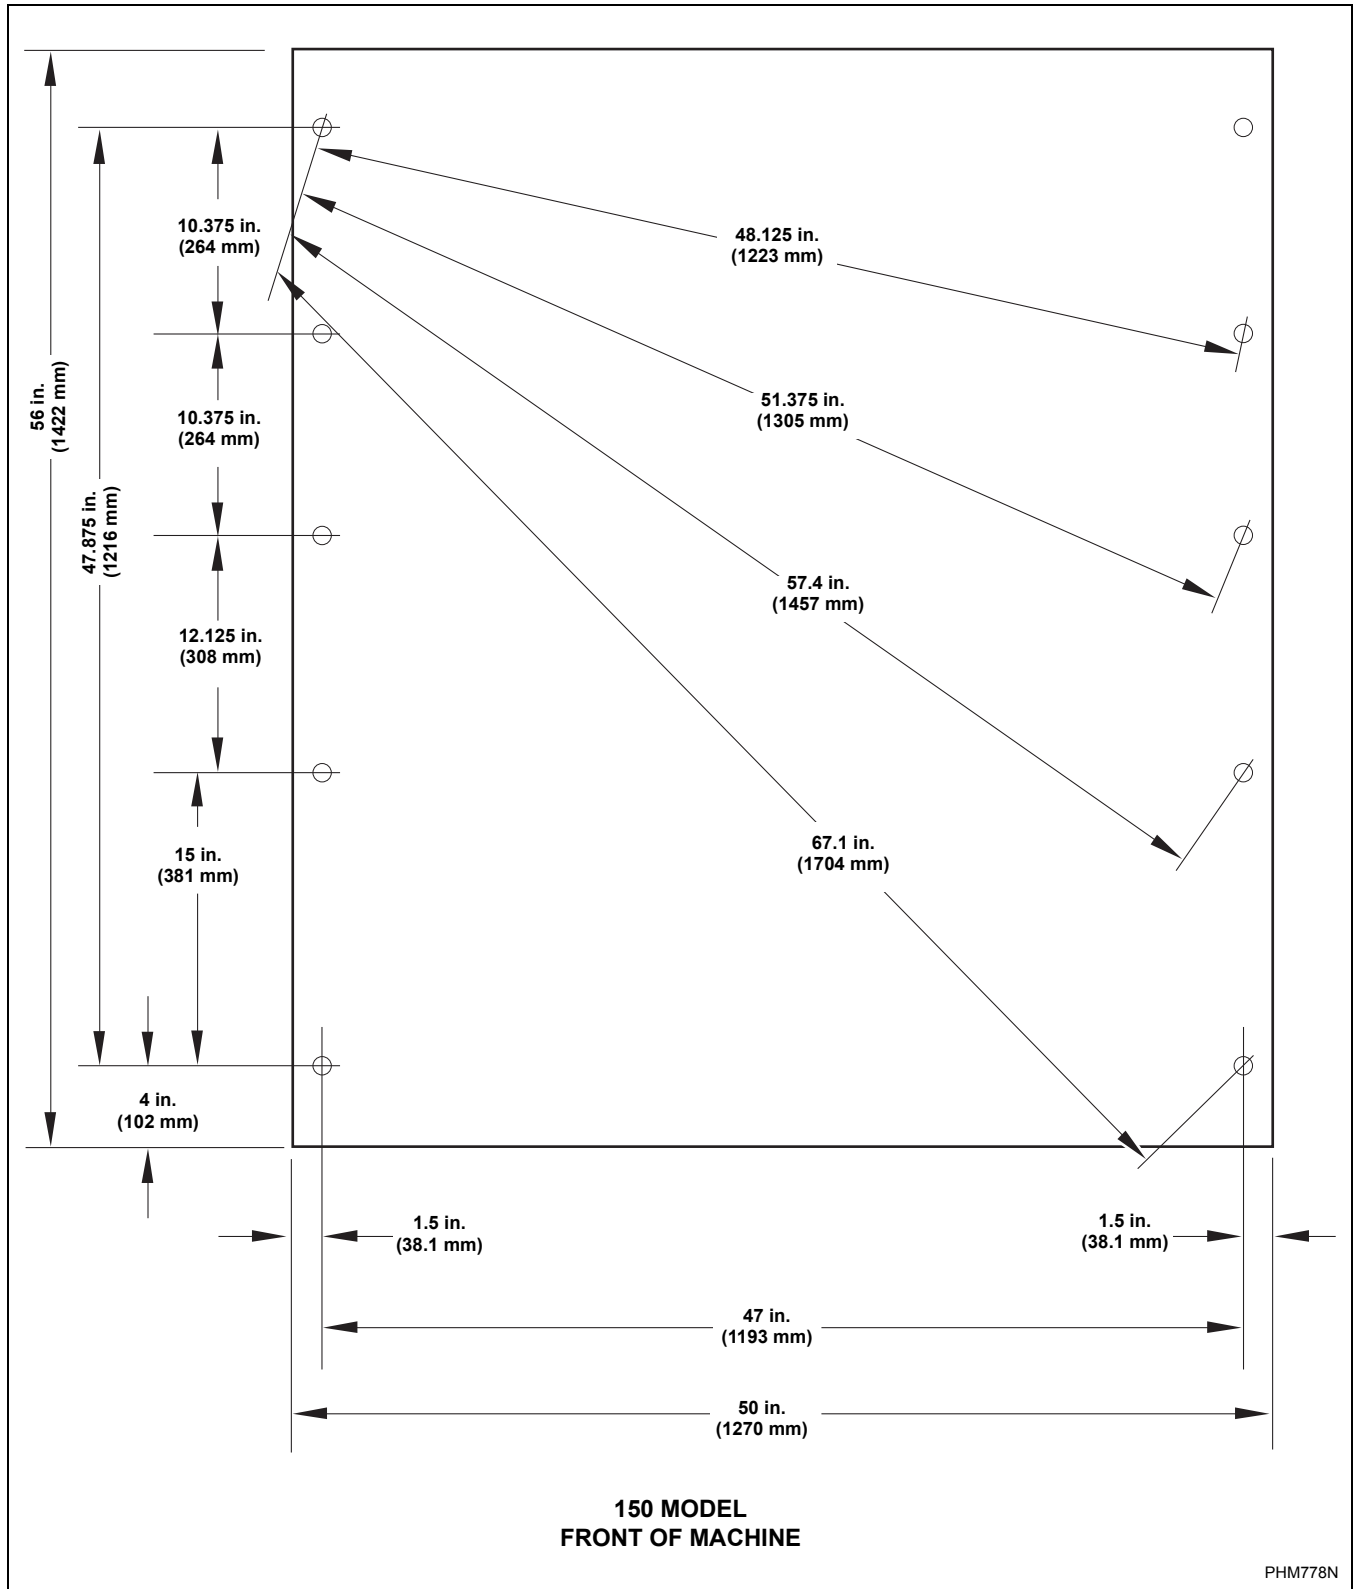 10.375 in.
(264 mm)
48.125 in.
(1223 mm)
56 in.
(1422 mm)
10.375 in.
(264 mm)
51.375 in.
(1305 mm)
47.875 in.
(1216 mm)
57.4 in.
(1457 mm)
12.125 in.
(308 mm)
67.1 in.
(1704 mm)
15 in.
(381 mm)
4 in.
(102 mm)
1.5 in.
(38.1 mm)
1.5 in.
(38.1 mm)
47 in.
(1193 mm)
50 in.
(1270 mm)
150 MODEL
FRONT OF MACHINE
PHM778N